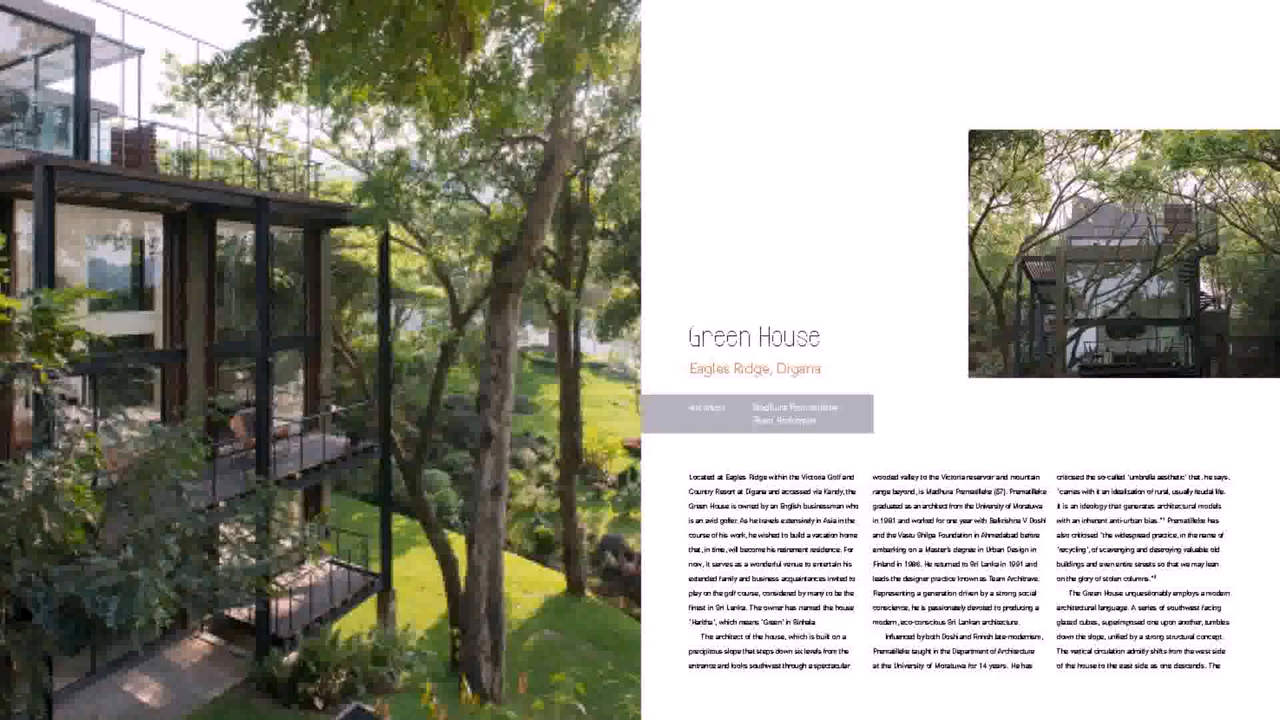 Green House
Eagles Ridge, Digana
Architect
Madhura Prematilleke
Team Architrave
Located at Eagles Ridge within the Victoria Golf and
Country Resort at Digana and accessed via Kandy, the
Green House is owned by an English businessman who
is an avid golfer. As he travels extensively in Asia in the
course of his work, he wished to build a vacation home
that, in time, will become his retirement residence. For
now, it serves as a wonderful venue to entertain his
extended family and business acquaintances invited to
play on the golf course, considered by many to be the
finest in Sri Lanka. The owner has named the house
'Haritha', which means 'Green' in Sinhala.
The architect of the house, which is built on a
precipitous slope that steps down six levels from the
entrance and looks southwest through a spectacular
wooded valley to the Victoria reservoir and mountain
range beyond, is Madhura Prematilleke (57). Prematilleke
graduated as an architect from the University of Moratuwa
in 1991 and worked for one year with Balkrishna V Doshi
and the Vastu Shilpa Foundation in Ahmedabad before
embarking on a Master's degree in Urban Design in
Finland in 1986. He returned to Sri Lanka in 1991 and
leads the designer practice known as Team Architrave.
Representing a generation driven by a strong social
conscience, he is passionately devoted to producing a
modern, eco-conscious Sri Lankan architecture.
Influenced by both Doshi and Finnish late-modernism,
Prematilleke taught in the Department of Architecture
at the University of Moratuwa for 14 years. He has
criticised the so-called 'umbrella aesthetic' that, he says,
"carries with it an idealisation of rural, usually feudal life.
It is an ideology that generates architectural models
with an inherent anti-urban bias." Prematilleke has
also criticised "the widespread practice, in the name of
'recycling', of scavenging and destroying valuable old
buildings and even entire streets so that we may lean
on the glory of stolen columns."
The Green House unquestionably employs a modern
architectural language. A series of southwest-facing
glazed cubes, superimposed one upon another, tumbles
down the slope, unified by a strong structural concept.
The vertical circulation adroitly shifts from the west side
of the house to the east side as one descends. The